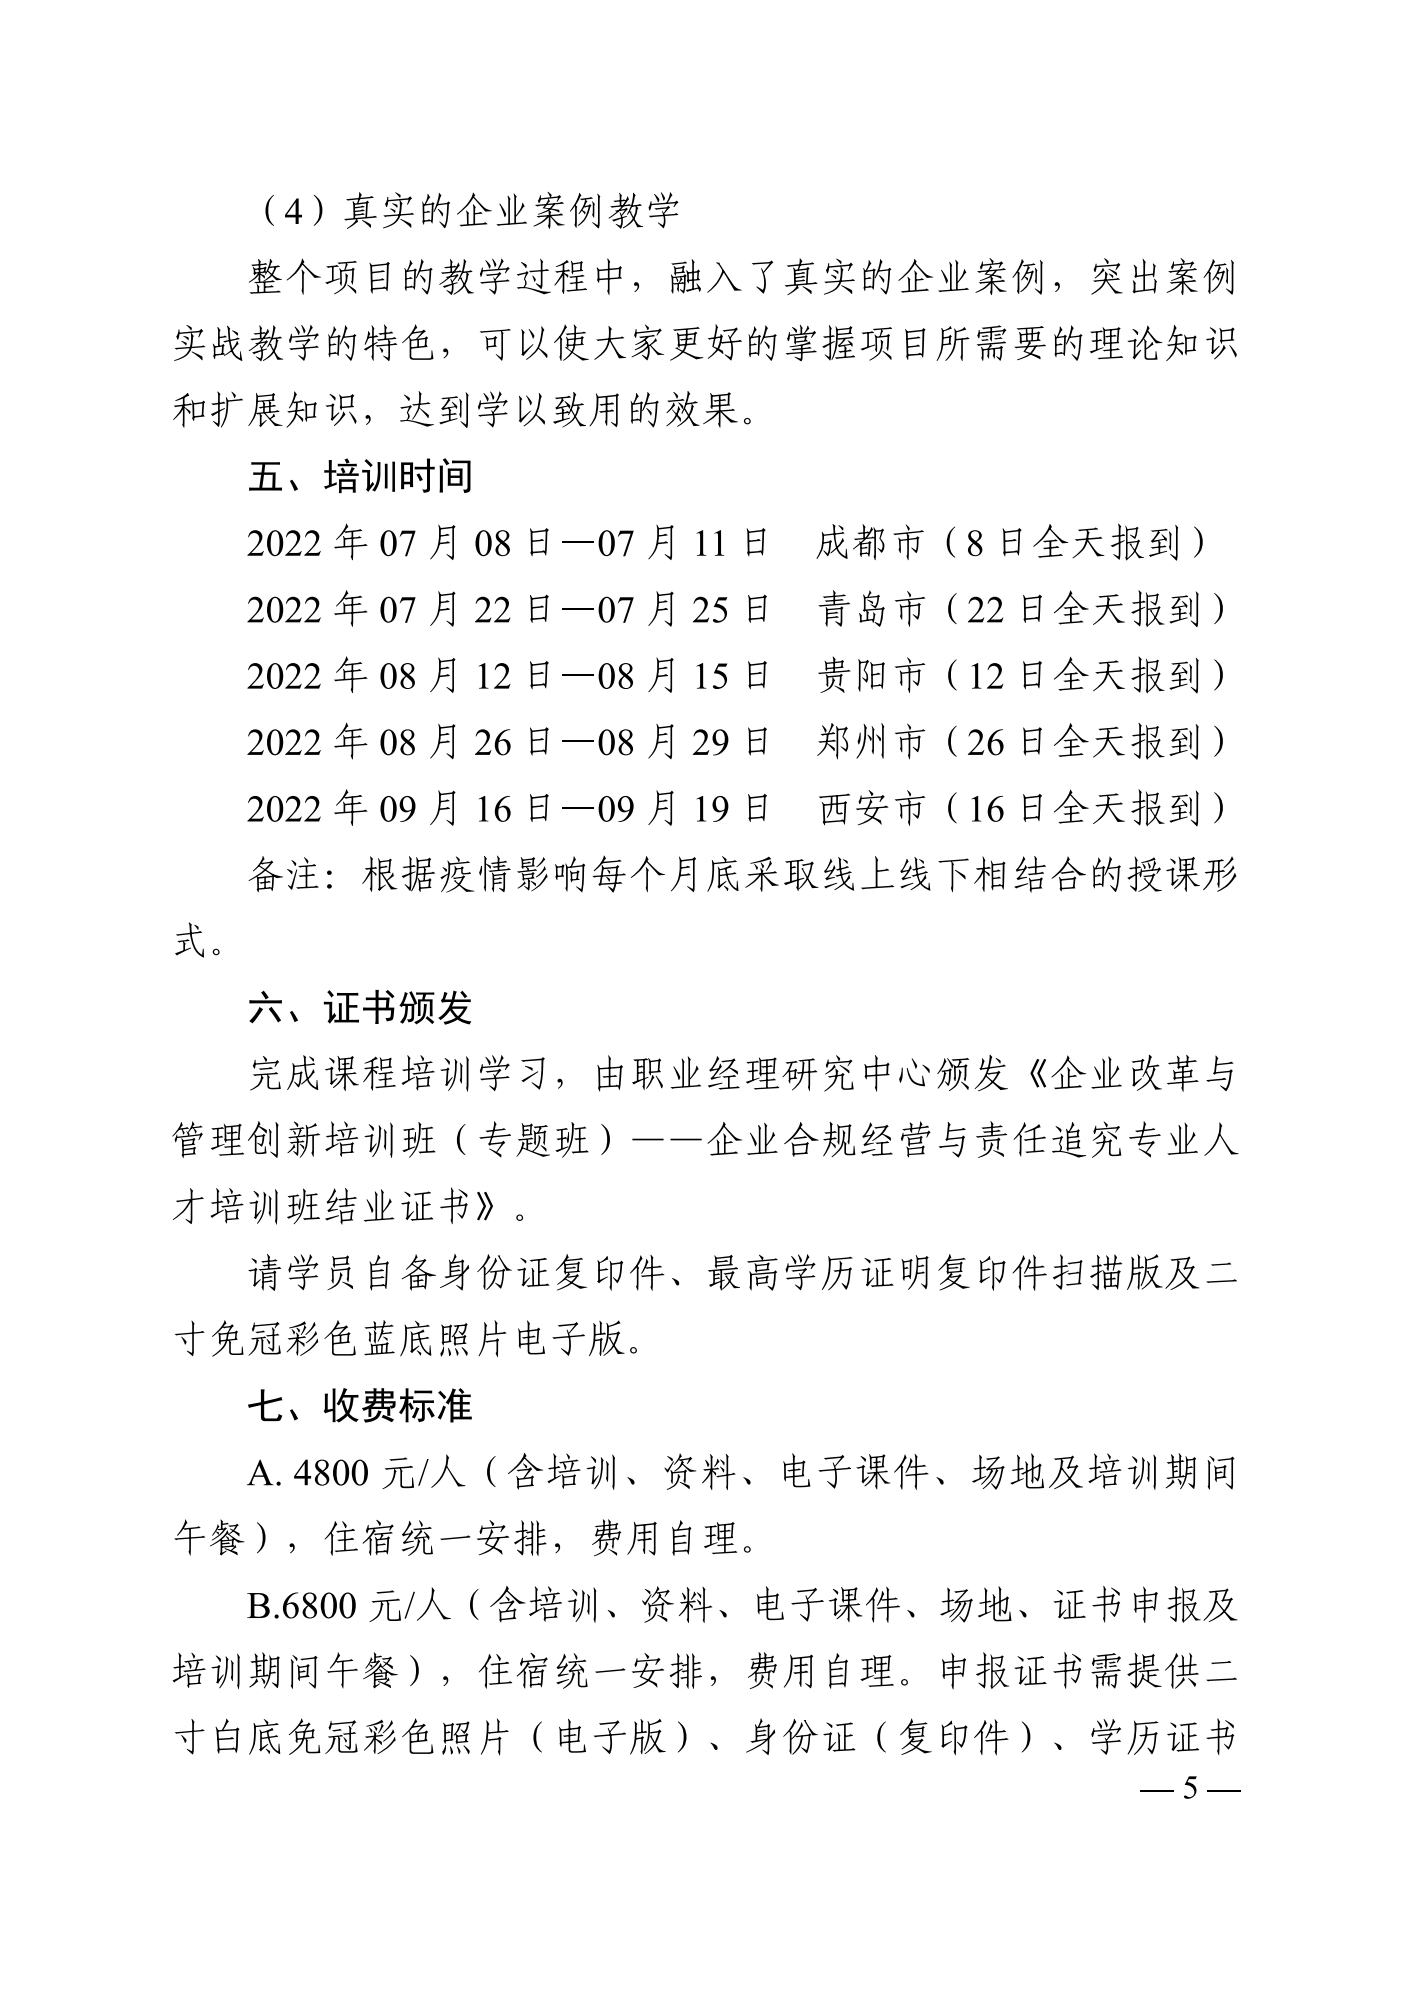 （4）真实的企业案例教学
整个项目的教学过程中，融入了真实的企业案例，突出案例
实战教学的特色，可以使大家更好的掌握项目所需要的理论知识
和扩展知识，达到学以致用的效果。
五、培训时间
2022 年 07 月 08 日—07 月 11 日　成都市（8 日全天报到）
2022 年 07 月 22 日—07 月 25 日　青岛市（22 日全天报到）
2022 年 08 月 12 日—08 月 15 日　贵阳市（12 日全天报到）
2022 年 08 月 26 日—08 月 29 日　郑州市（26 日全天报到）
2022 年 09 月 16 日—09 月 19 日　西安市（16 日全天报到）
备注：根据疫情影响每个月底采取线上线下相结合的授课形
式。
六、证书颁发
完成课程培训学习，由职业经理研究中心颁发《企业改革与
管理创新培训班（专题班）——企业合规经营与责任追究专业人
才培训班结业证书》。
请学员自备身份证复印件、最高学历证明复印件扫描版及二
寸免冠彩色蓝底照片电子版。
七、收费标准
A. 4800 元/人（含培训、资料、电子课件、场地及培训期间
午餐），住宿统一安排，费用自理。
B.6800 元/人（含培训、资料、电子课件、场地、证书申报及
培训期间午餐），住宿统一安排，费用自理。申报证书需提供二
寸白底免冠彩色照片（电子版）、身份证（复印件）、学历证书
— 5 —